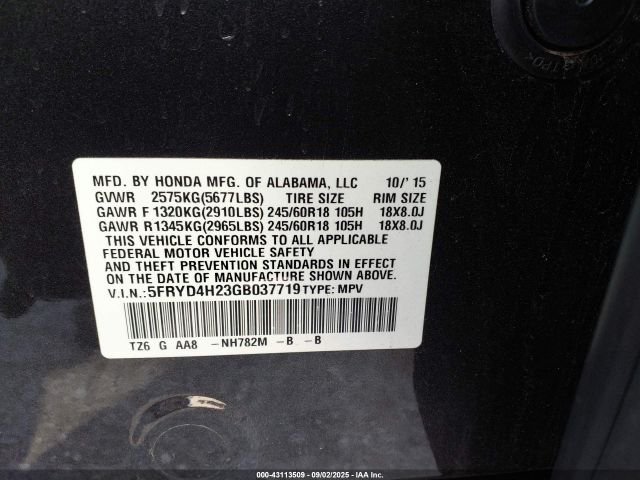 MFD. BY HONDA MFG. OF ALABAMA, LLC 10/'15
GVWR 2575KG(5677LBS) TIRE SIZE RIM SIZE
GAWR F 1320KG(2910LBS) 245/60R18 105H 18X8.0J
GAWR R 1345KG(2965LBS) 245/60R18 105H 18X8.0J
THIS VEHICLE CONFORMS TO ALL APPLICABLE
FEDERAL MOTOR VEHICLE SAFETY
AND THEFT PREVENTION STANDARDS IN EFFECT
ON THE DATE OF MANUFACTURE SHOWN ABOVE.
V.I.N.:5FRYD4H23GB037719 TYPE: MPV
TZ6 G AA8 -NH782M -B -B
000-43113509 - 09/02/2025 - IAA Inc.